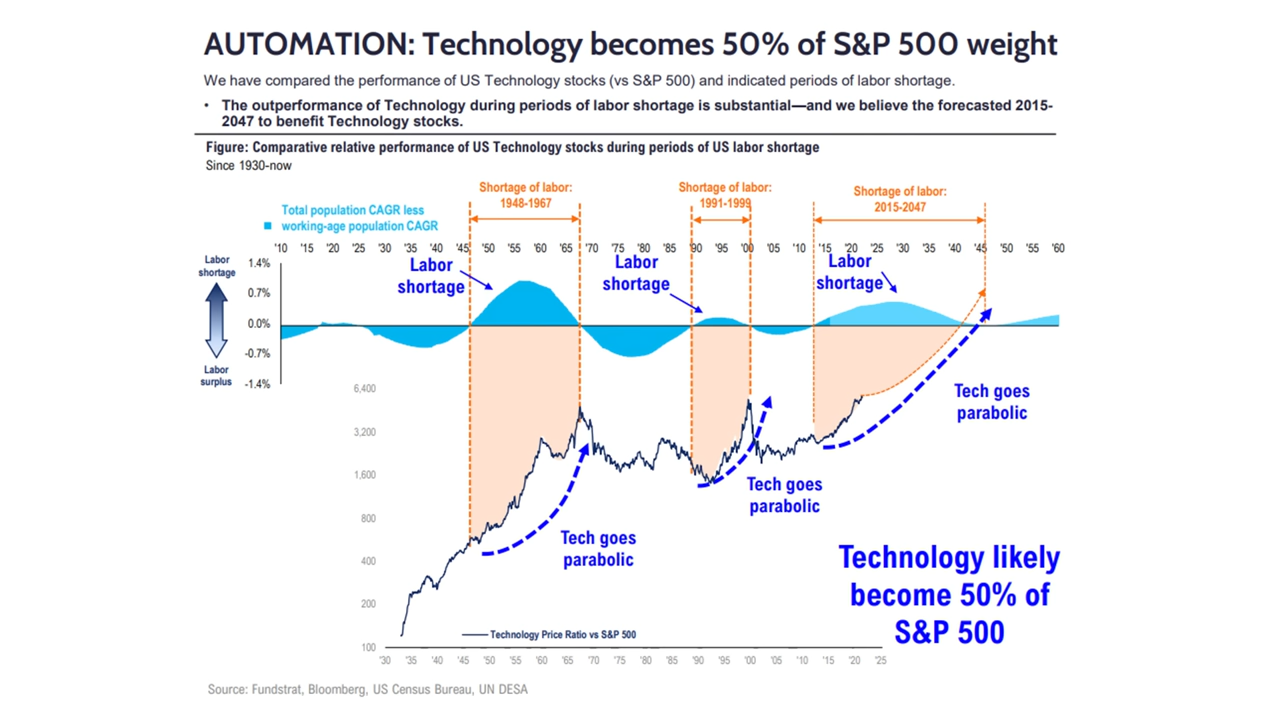 AUTOMATION: Technology becomes 50% of S&P 500 weight
We have compared the performance of US Technology stocks (vs S&P 500) and indicated periods of labor shortage.
• The outperformance of Technology during periods of labor shortage is substantial—and we believe the forecasted 2015-
2047 to benefit Technology stocks.
Figure: Comparative relative performance of US Technology stocks during periods of US labor shortage
Since 1930-now
Shortage of labor:
1948-1967
Shortage of labor:
1991-1999
Shortage of labor:
2015-2047
Total population CAGR less
working-age population CAGR
'10 '15 '20 '25 '30 '35 '40 '45 '50 '55 '60 '65 '70 '75 '80 '85 '90 '95 '00 '05 '10 '15 '20 '25 '30 '35 '40 '45 '50 '55 '60
Labor
shortage
Labor
surplus
1.4%
0.7%
0.0%
-0.7%
-1.4%
Labor
shortage
Labor
shortage
Labor
shortage
6,400
3,200
1,600
800
400
200
100
Tech goes
parabolic
Tech goes
parabolic
Tech goes
parabolic
Technology likely
become 50% of
S&P 500
Technology Price Ratio vs S&P 500
'30 '35 '40 '45 '50 '55 '60 '65 '70 '75 '80 '85 '90 '95 '00 '05 '10 '15 '20 '25
Source: Fundstrat, Bloomberg, US Census Bureau, UN DESA